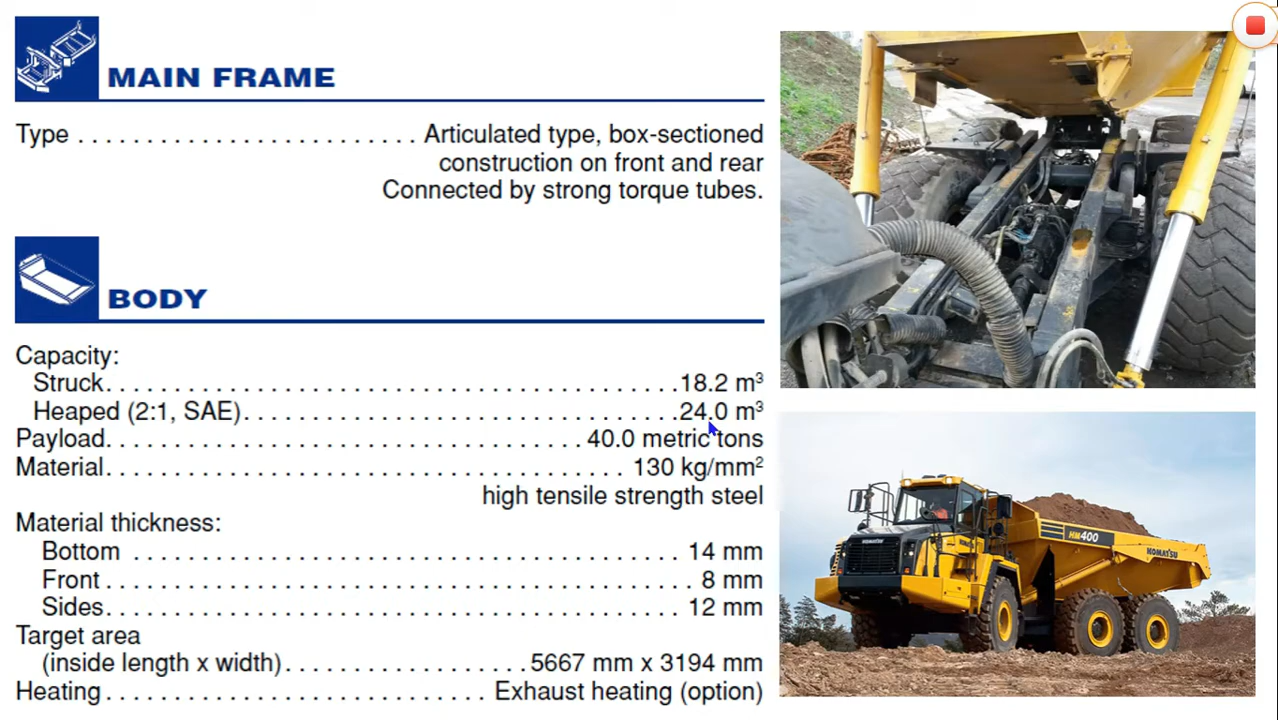 MAIN FRAME
Type . . . . . . . . . . . . . . . . . . . . . . . . . Articulated type, box-sectioned
construction on front and rear
Connected by strong torque tubes.
BODY
Capacity:
Struck. . . . . . . . . . . . . . . . . . . . . . . . . . . . . . . . . . . . . . . . . .18.2 m³
Heaped (2:1, SAE). . . . . . . . . . . . . . . . . . . . . . . . . . . . . . . .24.0 m³
Payload. . . . . . . . . . . . . . . . . . . . . . . . . . . . . . . . . . . 40.0 metric tons
Material. . . . . . . . . . . . . . . . . . . . . . . . . . . . . . . . . . . . . . . 130 kg/mm²
high tensile strength steel
Material thickness:
Bottom . . . . . . . . . . . . . . . . . . . . . . . . . . . . . . . . . . . . . . . . 14 mm
Front . . . . . . . . . . . . . . . . . . . . . . . . . . . . . . . . . . . . . . . . . . . 8 mm
Sides. . . . . . . . . . . . . . . . . . . . . . . . . . . . . . . . . . . . . . . . . . 12 mm
Target area
(inside length x width). . . . . . . . . . . . . . . . . .5667 mm x 3194 mm
Heating . . . . . . . . . . . . . . . . . . . . . . . . . . . . Exhaust heating (option)
HM400
KOMATSU
KOMATSU